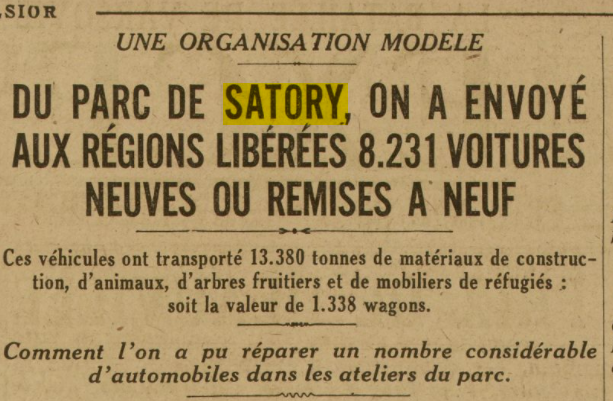 SIOR
UNE ORGANISATION MODELE
DU PARC DE SATORY, ON A ENVOYÉ
AUX RÉGIONS LIBÉRÉES 8.231 VOITURES
NEUVES OU REMISES A NEUF
Ces véhicules ont transporté 13.380 tonnes de matériaux de construc-
tion, d'animaux, d'arbres fruitiers et de mobiliers de réfugiés :
soit la valeur de 1.338 wagons.
Comment l'on a pu réparer un nombre considérable
d'automobiles dans les ateliers du parc.